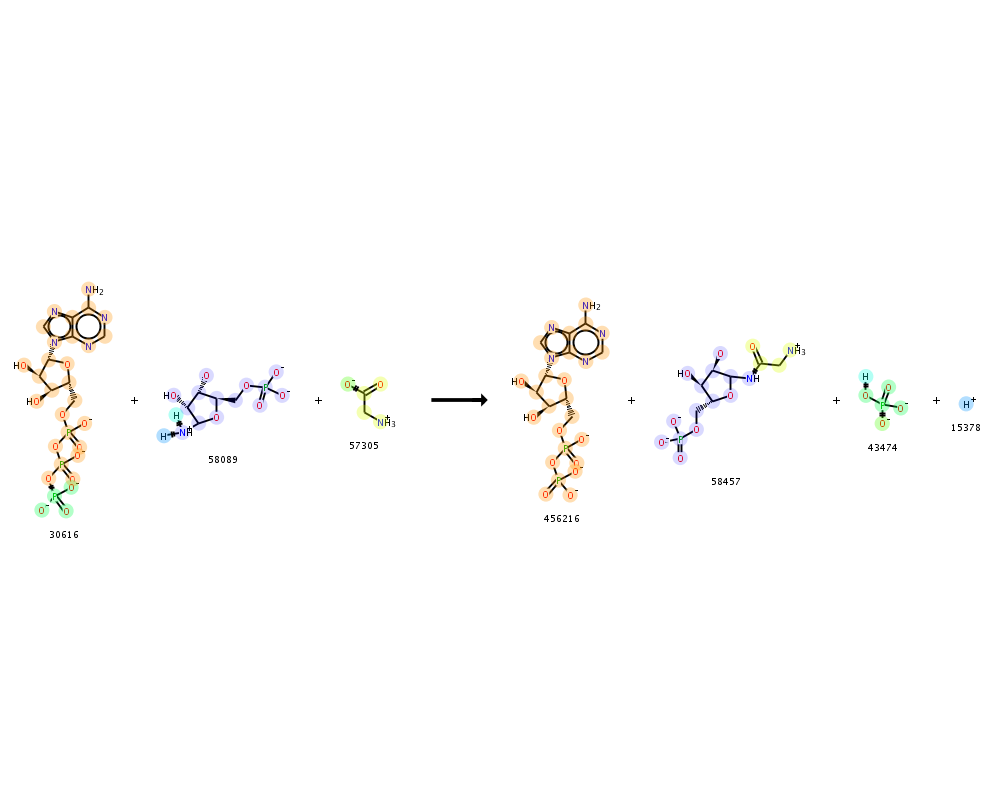 NH2
N N
N N
HO O
HO
O
P O-
O O
P O-
O O
P O-
O- O
30616
+
O
HO
H
H NH+
O
O P O-
O-
O
58089
+
O- O
NH3+
57305
NH2
N N
N N
HO O
HO
O
P O-
O O
P O-
O O-
456216
+
O
HO
O
NH
O
NH3+
O-
O- P O
O
58457
+
H
O P O
O-
O-
43474
+
H+
15378